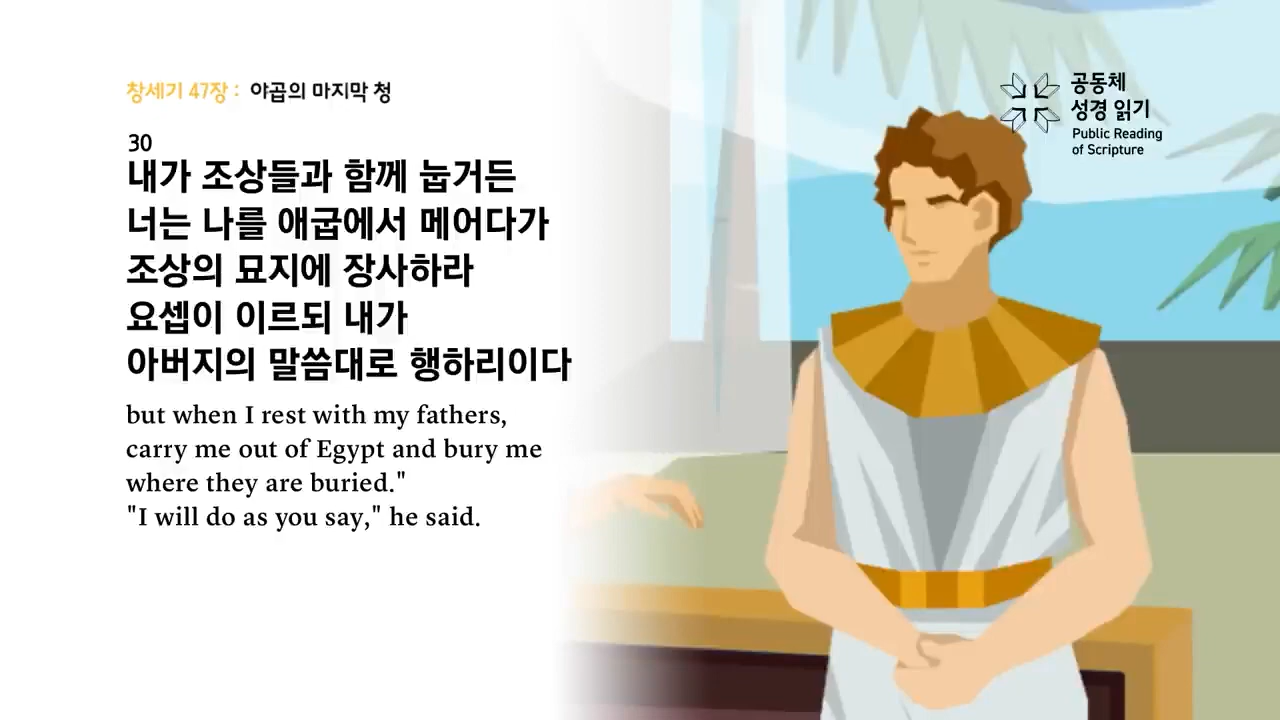 창세기 47장 : 야곱의 마지막 청
30
내가 조상들과 함께 눕거든
너는 나를 애굽에서 메어다가
조상의 묘지에 장사하라
요셉이 이르되 내가
아버지의 말씀대로 행하리이다
but when I rest with my fathers,
carry me out of Egypt and bury me
where they are buried."
"I will do as you say," he said.
공동체
성경 읽기
Public Reading
of Scripture